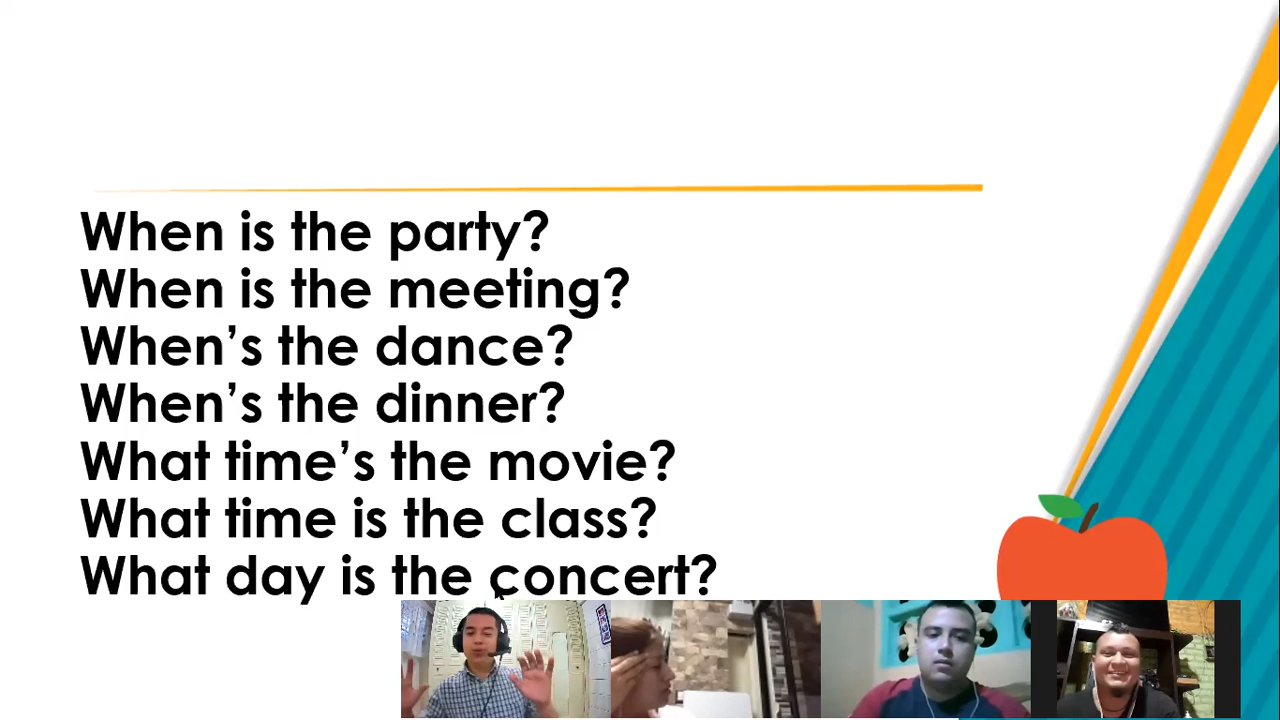 When is the party?
When is the meeting?
When’s the dance?
When’s the dinner?
What time’s the movie?
What time is the class?
What day is the concert?